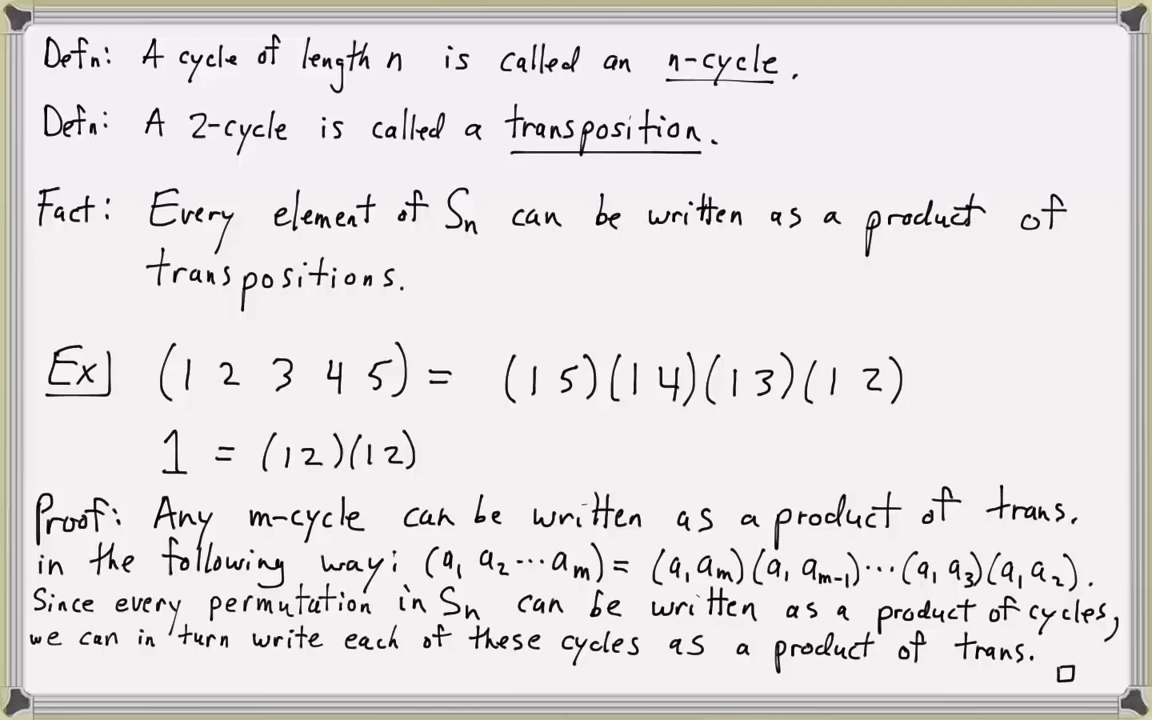 Defn: A cycle of length n is called an n-cycle.
Defn: A 2-cycle is called a transposition.
Fact: Every element of Sₙ can be written as a product of
transpositions.
Ex] (1 2 3 4 5) = (1 5)(1 4)(1 3)(1 2)
1 = (12)(12)
Proof: Any m-cycle can be written as a product of trans.
in the following way: (a₁ a₂ ⋯ aₘ) = (a₁ aₘ)(a₁ aₘ₋₁)⋯(a₁ a₃)(a₁ a₂).
Since every permutation in Sₙ can be written as a product of cycles,
we can in turn write each of these cycles as a product of trans. □